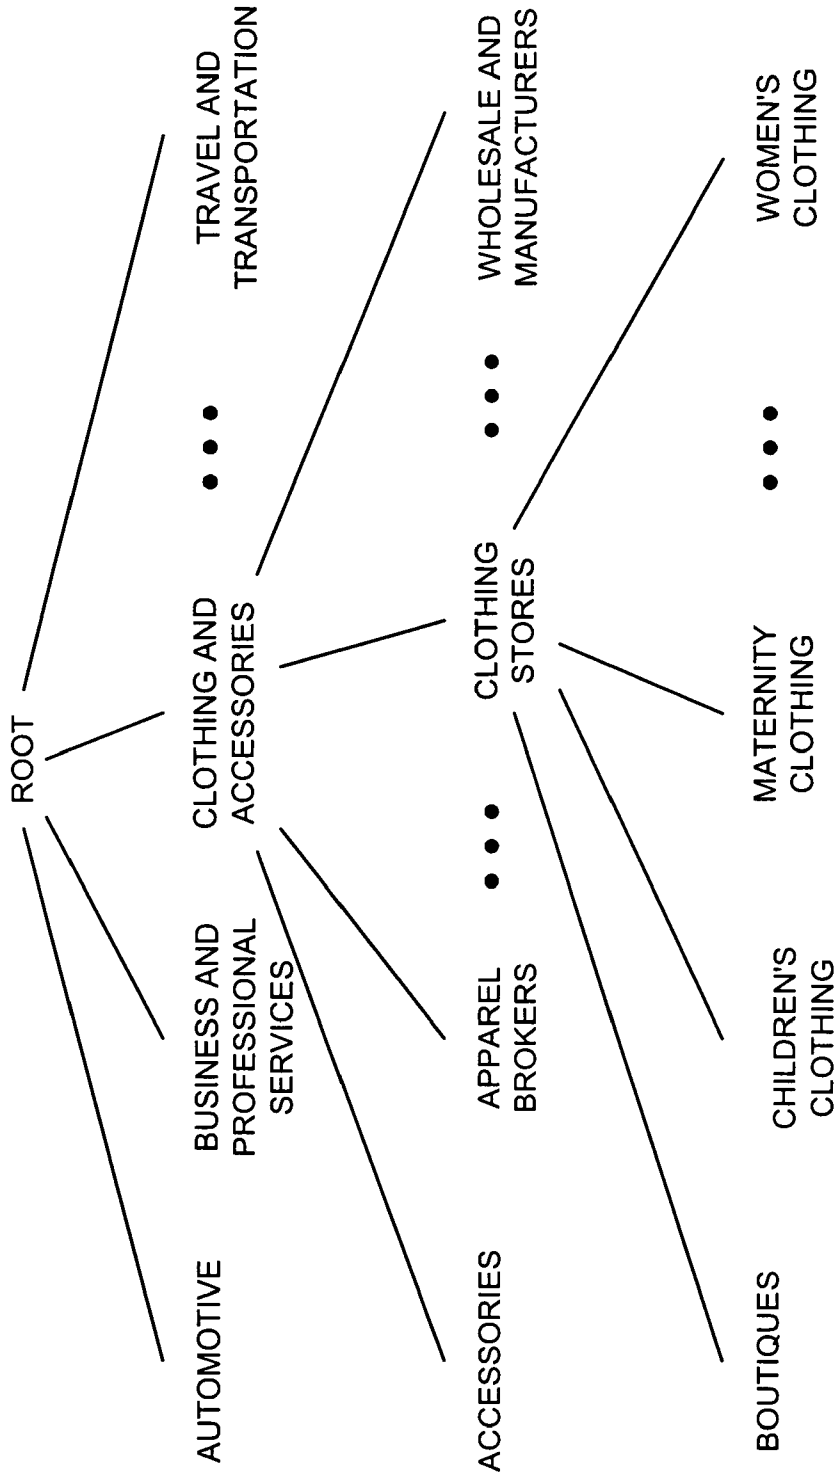 ROOT
AUTOMOTIVE
BUSINESS AND
PROFESSIONAL
SERVICES
CLOTHING AND
ACCESSORIES
TRAVEL AND
TRANSPORTATION
ACCESSORIES
APPAREL
BROKERS
CLOTHING
STORES
WHOLESALE AND
MANUFACTURERS
BOUTIQUES
CHILDREN'S
CLOTHING
MATERNITY
CLOTHING
WOMEN'S
CLOTHING